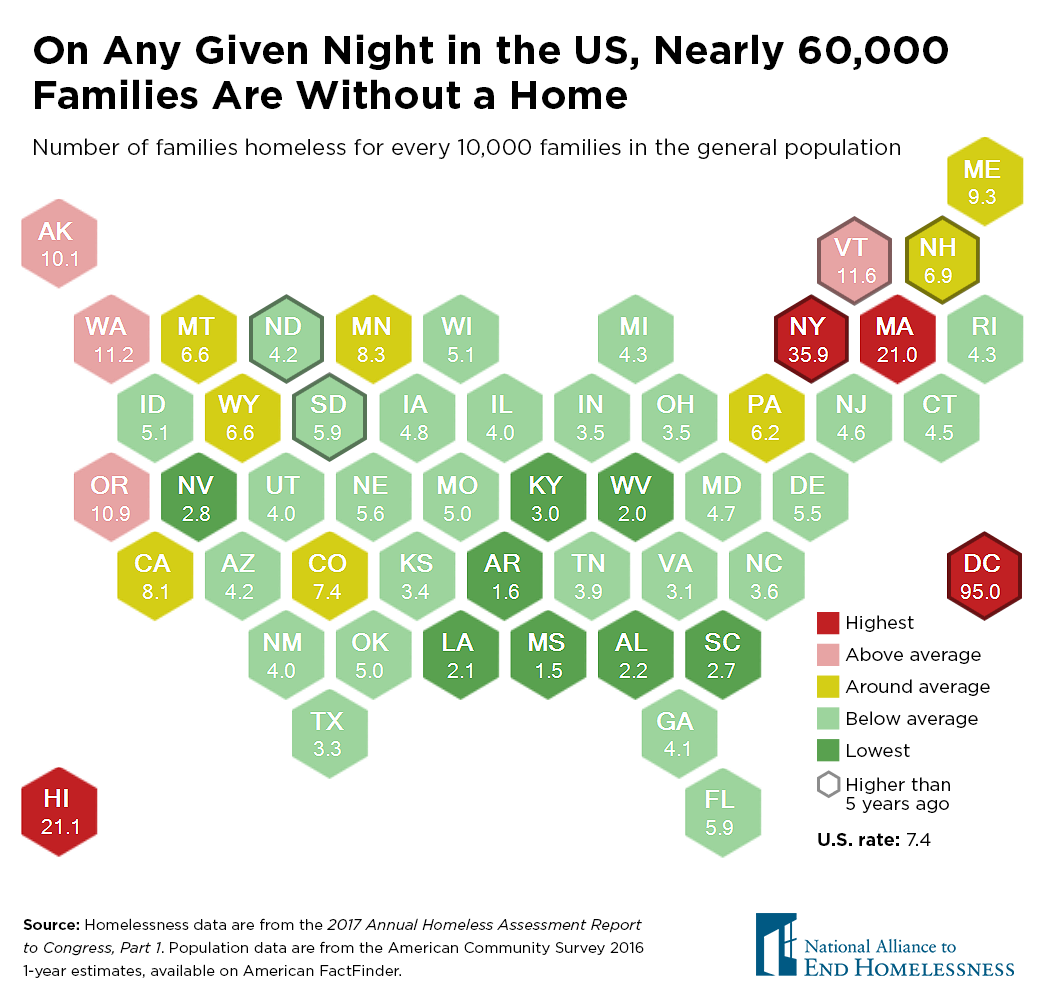 On Any Given Night in the US, Nearly 60,000
Families Are Without a Home
Number of families homeless for every 10,000 families in the general population
ME
9.3
AK
10.1
VT
11.6
NH
6.9
WA
11.2
MT
6.6
ND
4.2
MN
8.3
WI
5.1
MI
4.3
NY
35.9
MA
21.0
RI
4.3
ID
5.1
WY
6.6
SD
5.9
IA
4.8
IL
4.0
IN
3.5
OH
3.5
PA
6.2
NJ
4.6
CT
4.5
OR
10.9
NV
2.8
UT
4.0
NE
5.6
MO
5.0
KY
3.0
WV
2.0
MD
4.7
DE
5.5
CA
8.1
AZ
4.2
CO
7.4
KS
3.4
AR
1.6
TN
3.9
VA
3.1
NC
3.6
DC
95.0
NM
4.0
OK
5.0
LA
2.1
MS
1.5
AL
2.2
SC
2.7
TX
3.3
GA
4.1
HI
21.1
FL
5.9
Highest
Above average
Around average
Below average
Lowest
Higher than
5 years ago
U.S. rate: 7.4
Source: Homelessness data are from the 2017 Annual Homeless Assessment Report
to Congress, Part 1. Population data are from the American Community Survey 2016
1-year estimates, available on American FactFinder.
National Alliance to
END HOMELESSNESS